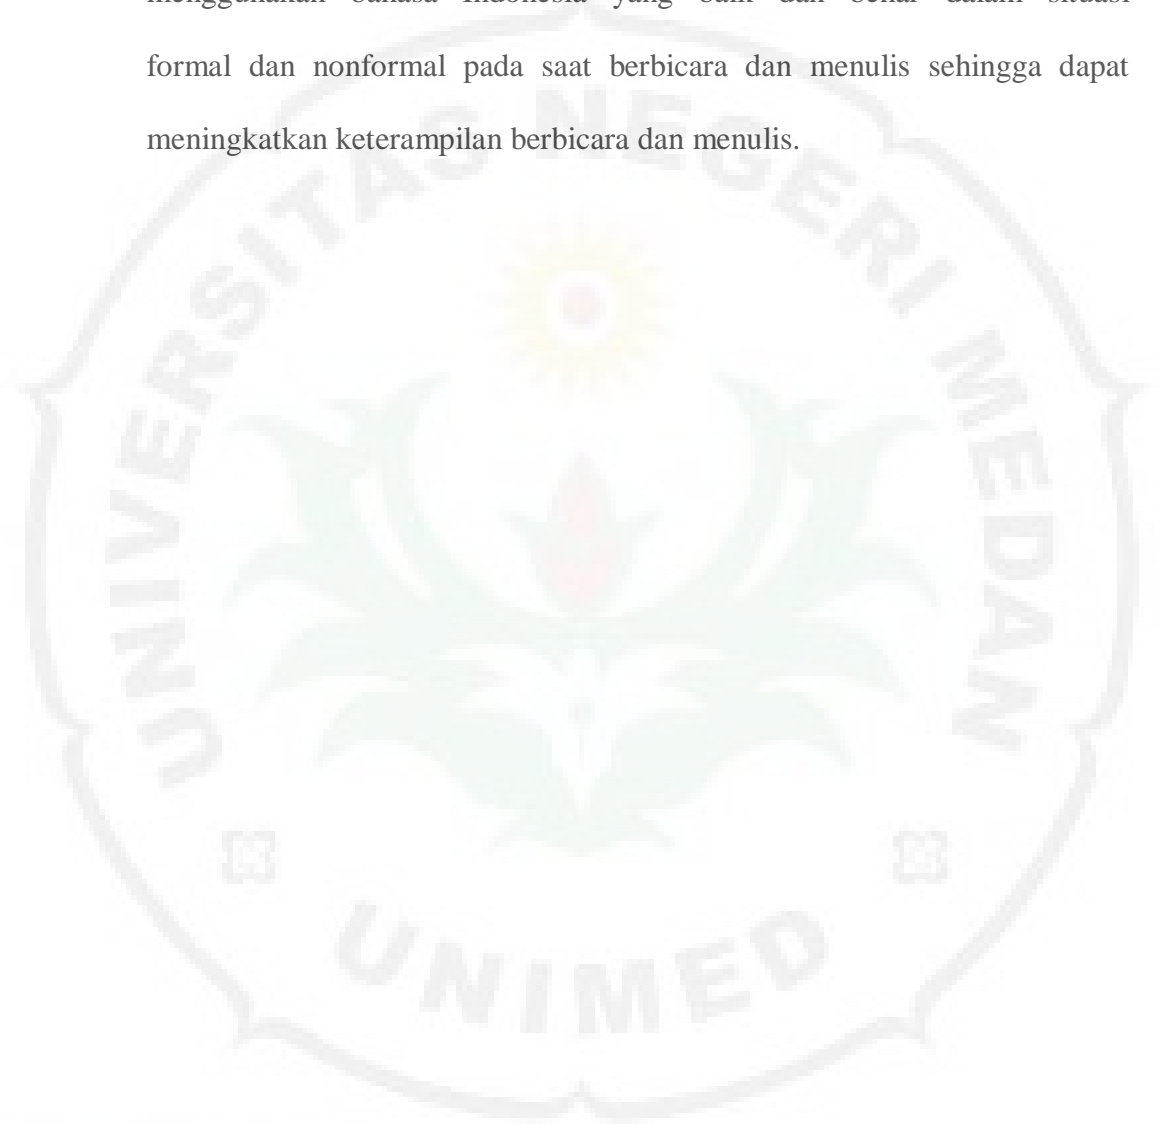 menggunakan bahasa Indonesia yang baik dan benar dalam situasi
formal dan nonformal pada saat berbicara dan menulis sehingga dapat
meningkatkan keterampilan berbicara dan menulis.
UNIVERSITAS NEGERI MEDAN
UNIMED